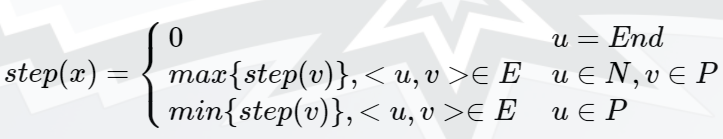 0 u = End
step(x) = max{step(v)}, < u, v >∈ E u ∈ N, v ∈ P
min{step(v)}, < u, v >∈ E u ∈ P